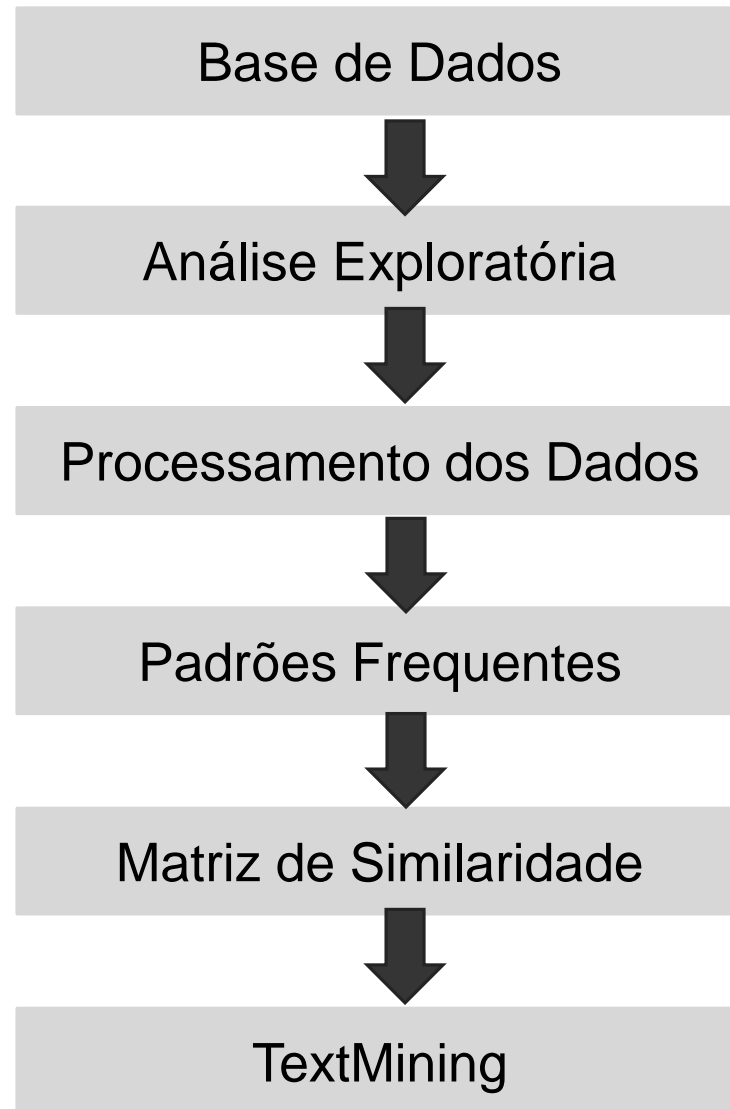 Base de Dados
Análise Exploratória
Processamento dos Dados
Padrões Frequentes
Matriz de Similaridade
TextMining